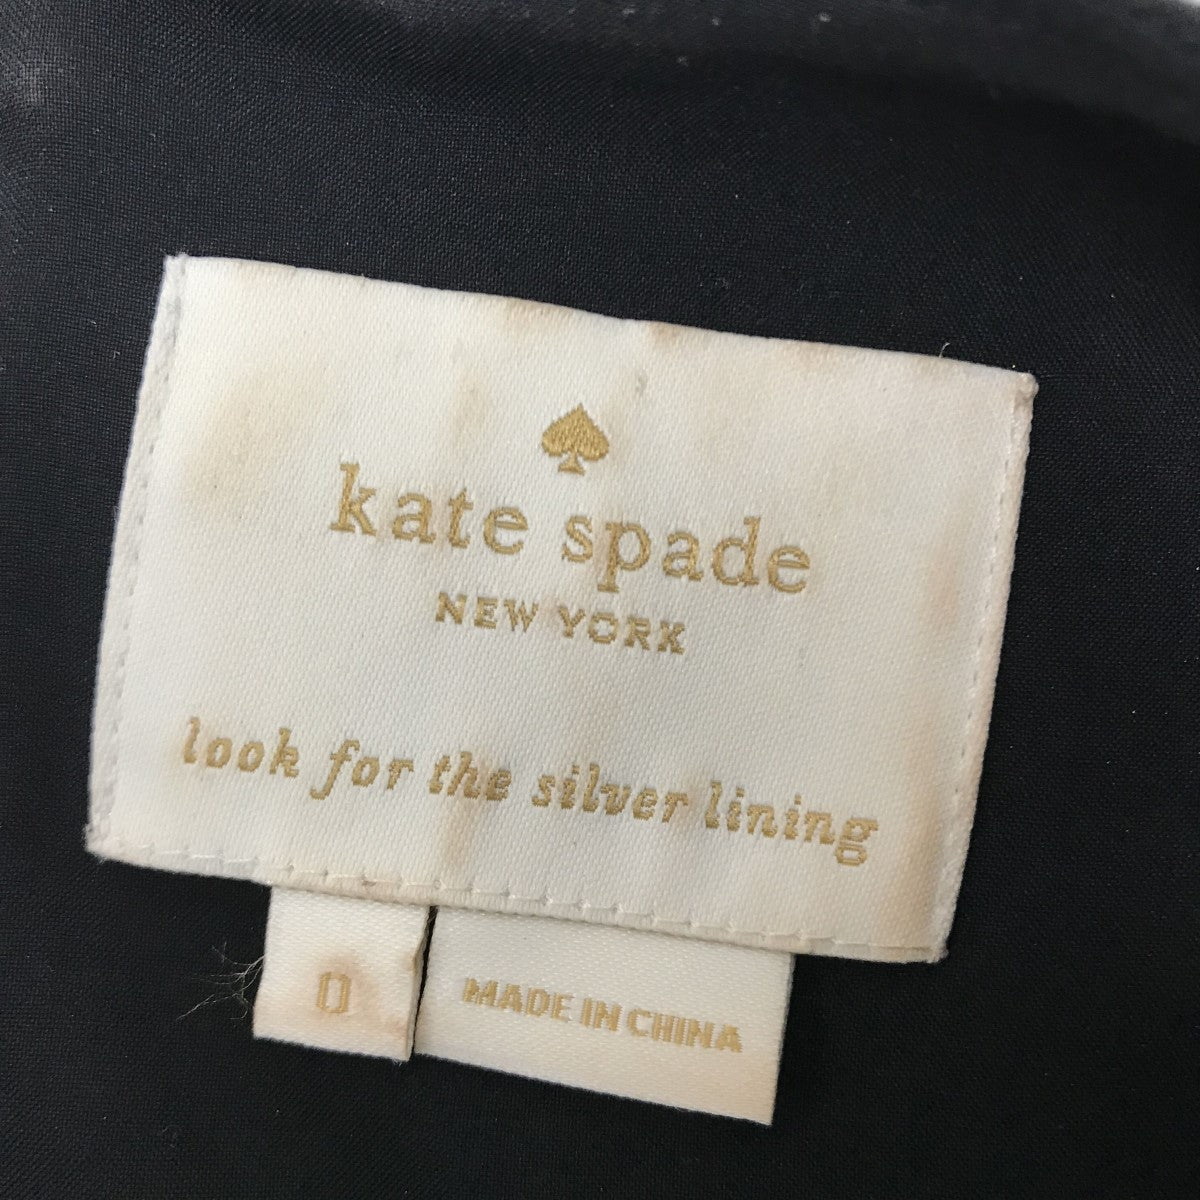 kate spade
NEW YORK
look for the silver lining
0
MADE IN CHINA